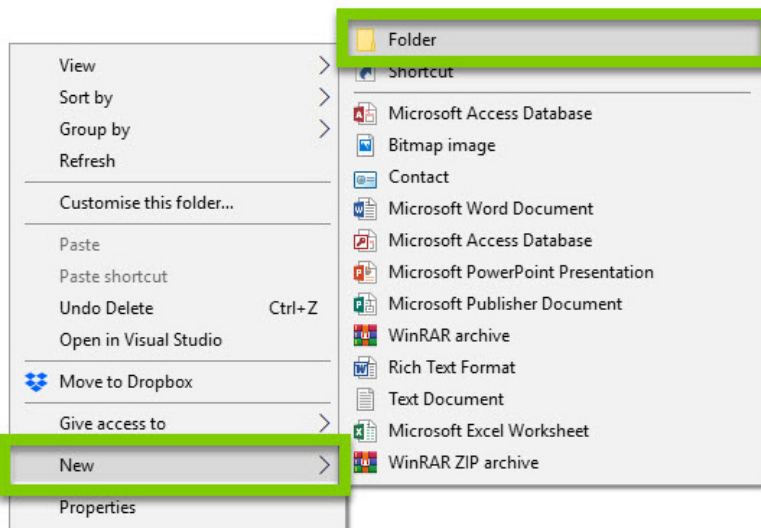 View
Sort by
Group by
Refresh
Customise this folder...
Paste
Paste shortcut
Undo Delete Ctrl+Z
Open in Visual Studio
Move to Dropbox
Give access to
New
Properties
Folder
Shortcut
Microsoft Access Database
Bitmap image
Contact
Microsoft Word Document
Microsoft Access Database
Microsoft PowerPoint Presentation
Microsoft Publisher Document
WinRAR archive
Rich Text Format
Text Document
Microsoft Excel Worksheet
WinRAR ZIP archive